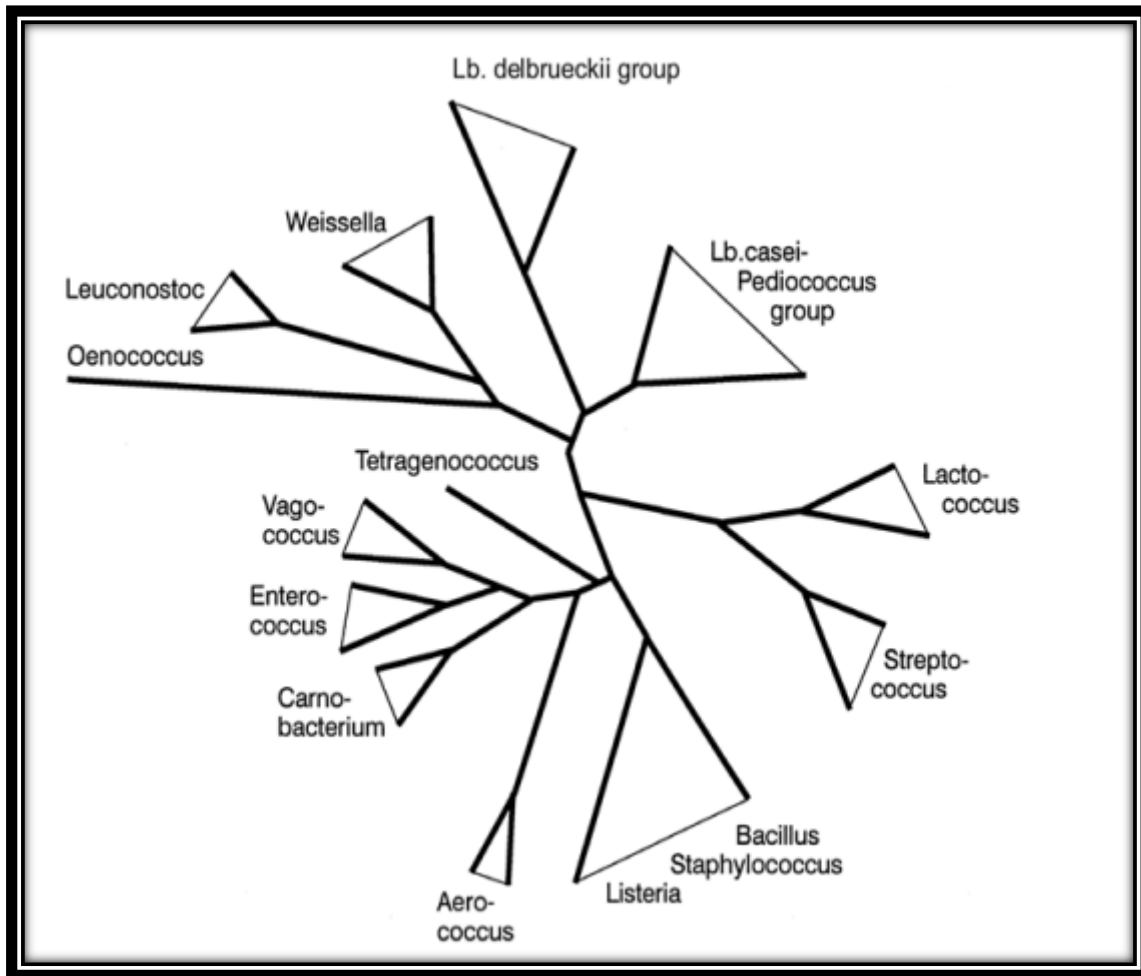 Lb. delbrueckii group
Weissella
Lb.casei-
Pediococcus
group
Leuconostoc
Oenococcus
Tetragenococcus
Lacto-
coccus
Vago-
coccus
Entero-
coccus
Strepto-
coccus
Carno-
bacterium
Bacillus
Staphylococcus
Listeria
Aero-
coccus